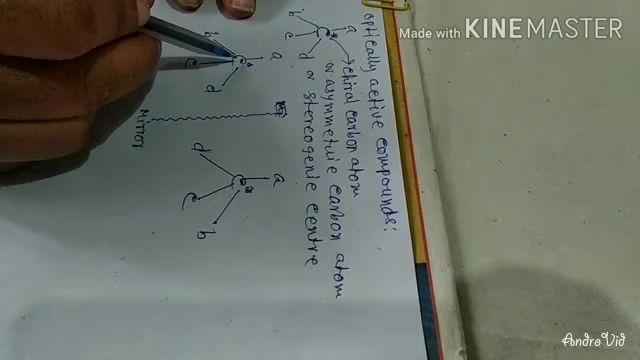 optically active compounds:
a
b C* → chiral carbon atom
c d or asymmetric carbon atom
or stereogenic centre
a
b C*
c d
Mirror
a
d C*
c b
Made with KINEMASTER
AndroVid